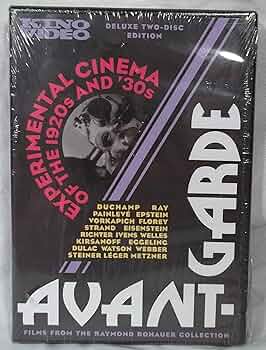 KINO
VIDEO
DELUXE TWO-DISC
EDITION
EXPERIMENTAL CINEMA
OF THE 1920s AND '30s
DUCHAMP RAY
PAINLEVÉ EPSTEIN
VORKAPICH FLOREY
STRAND EISENSTEIN
RICHTER IVENS WELLES
KIRSANOFF EGGELING
DULAC WATSON WEBBER
STEINER LÉGER METZNER
AVANT-
GARDE
FILMS FROM THE RAYMOND ROHAUER COLLECTION